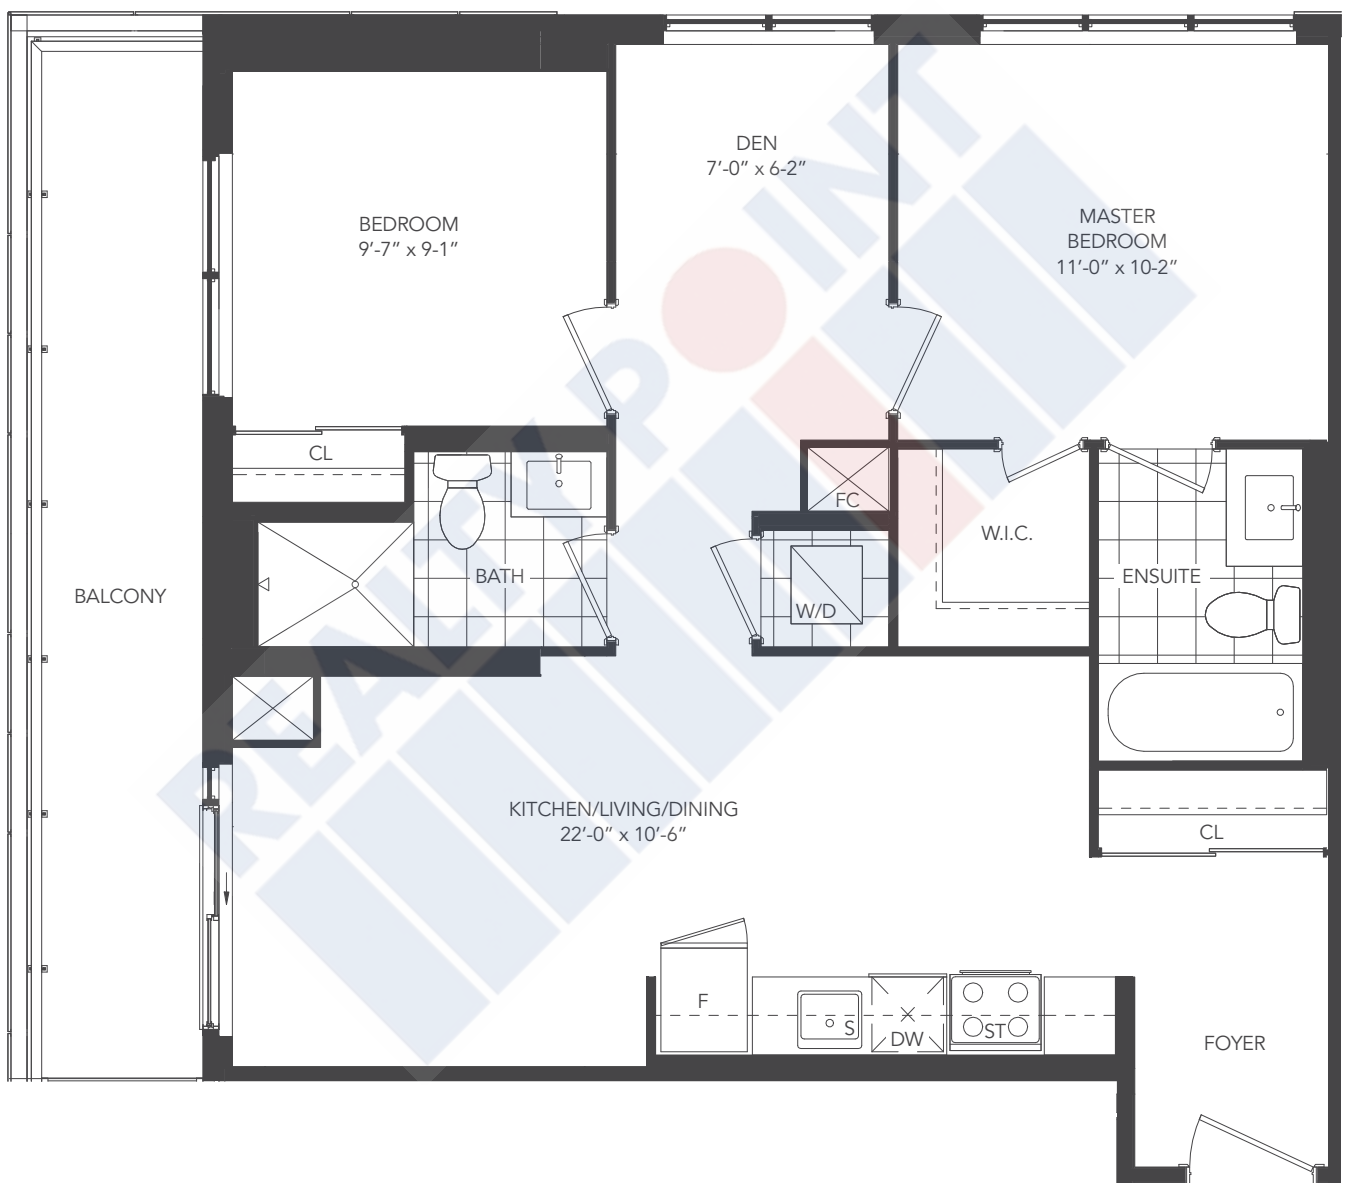 DEN
7'-0" x 6-2"
BEDROOM
9'-7" x 9-1"
MASTER
BEDROOM
11'-0" x 10-2"
CL
FC
W.I.C.
BATH
ENSUITE
BALCONY
W/D
KITCHEN/LIVING/DINING
22'-0" x 10'-6"
CL
F
S
DW
ST
FOYER
REALTY POINT